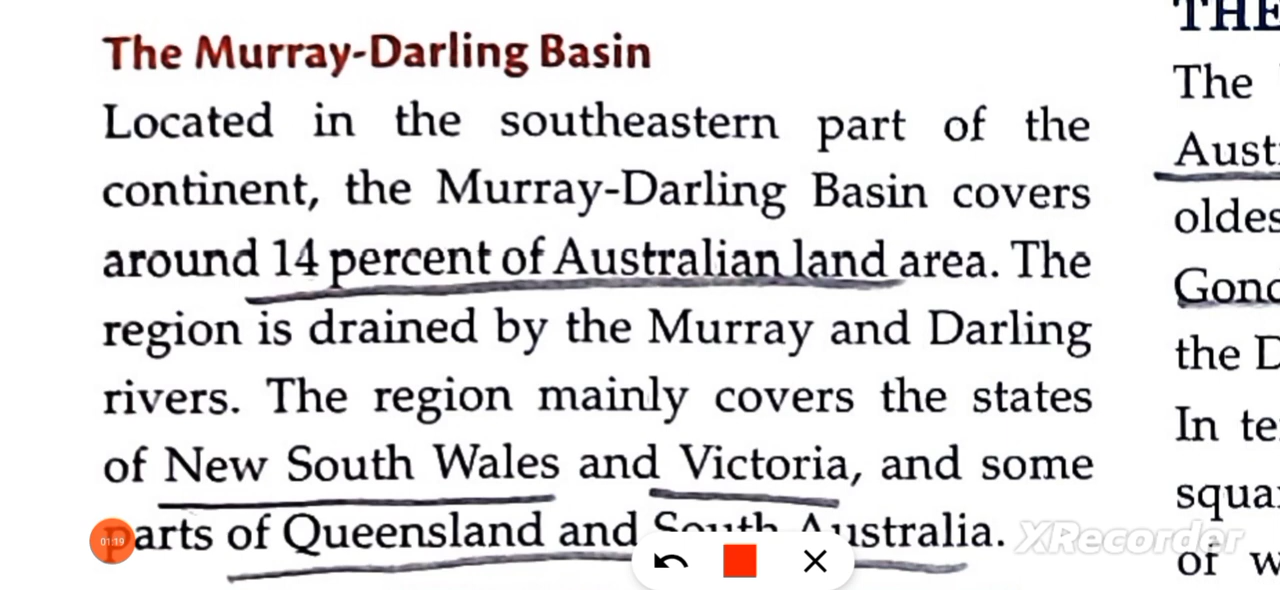 The Murray-Darling Basin
Located in the southeastern part of the
continent, the Murray-Darling Basin covers
around 14 percent of Australian land area. The
region is drained by the Murray and Darling
rivers. The region mainly covers the states
of New South Wales and Victoria, and some
parts of Queensland and South Australia.
THE
The
Aust
oldes
Gond
the D
In te
squa
of w
01:19
XRecorder